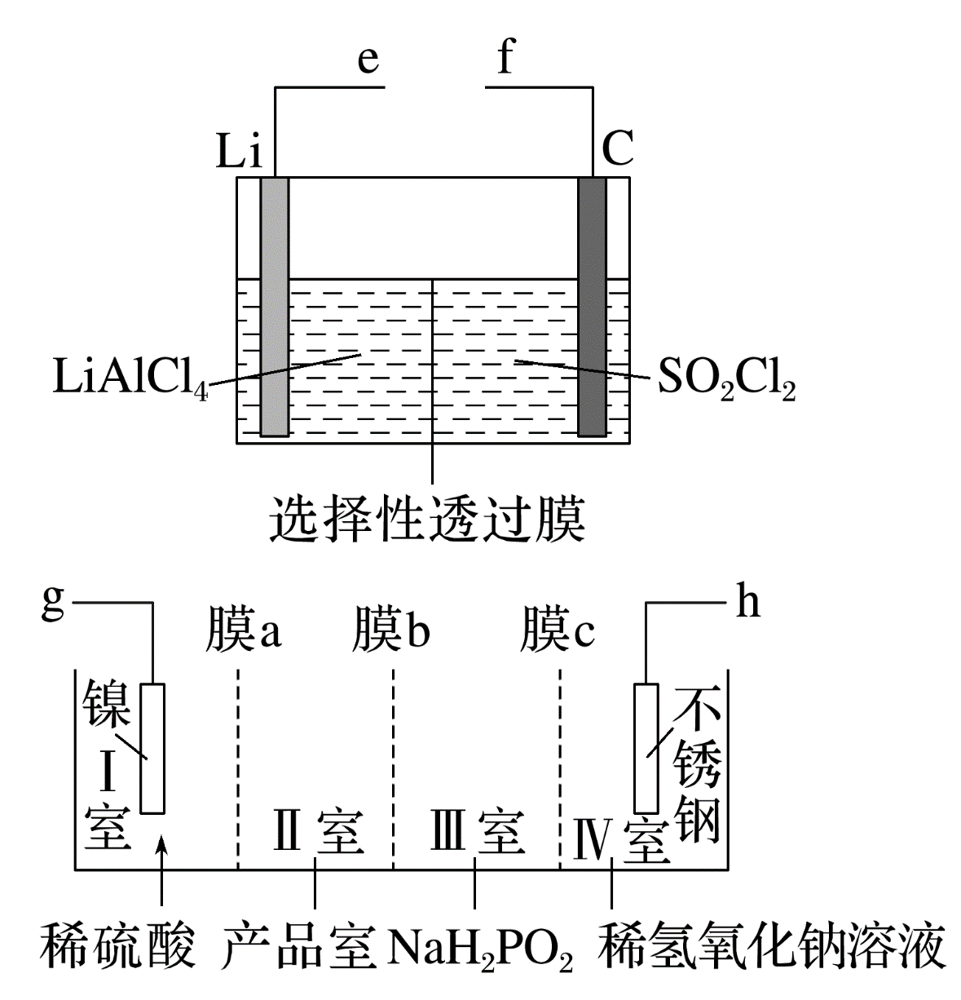 e f
Li C
LiAlCl₄ SO₂Cl₂
选择性透过膜
g 膜a 膜b 膜c h
镍 不锈钢
Ⅰ室 Ⅱ室 Ⅲ室 Ⅳ室
稀硫酸 产品室 NaH₂PO₂ 稀氢氧化钠溶液